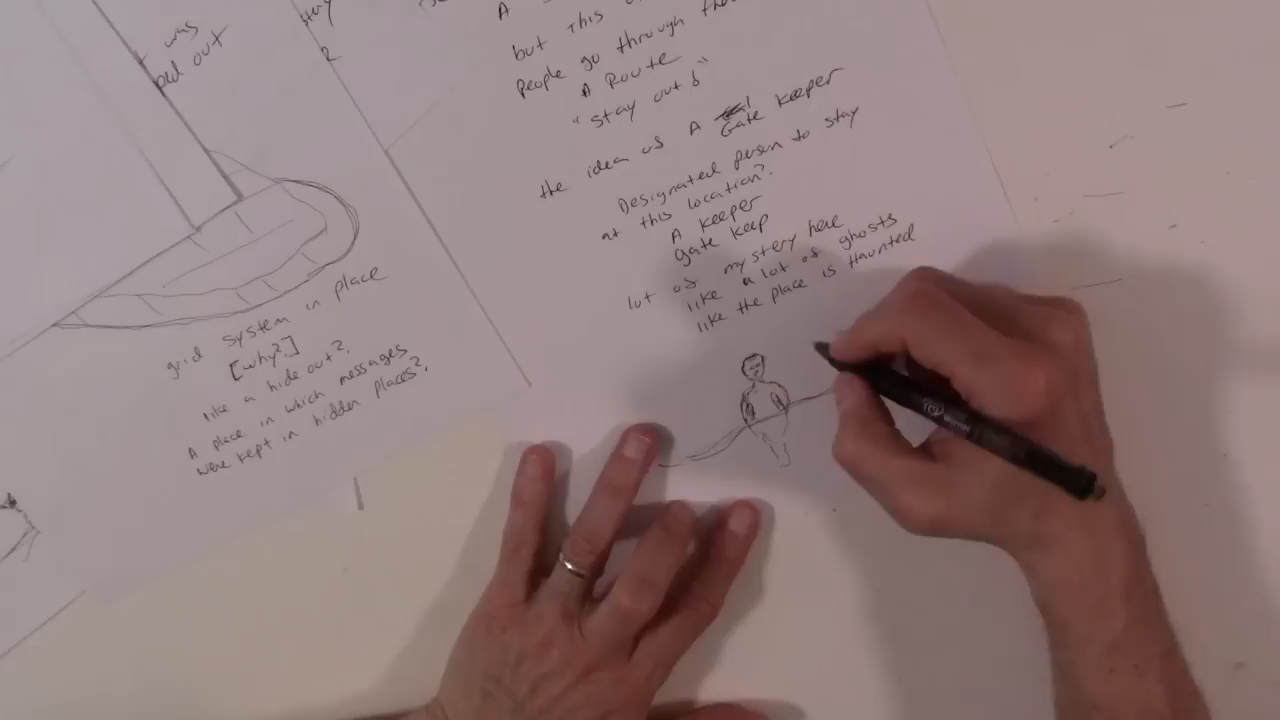 was
out
2
A
but this
People go through
A Route
"Stay out!"
the idea of A Gate keeper
Designated person to stay
at this location?
A keeper
gate keep
lot of mystery here
like a lot of ghosts
like the place is Haunted
grid system in place
[why?]
like a hide out?
A place in which messages
were kept in hidden places?